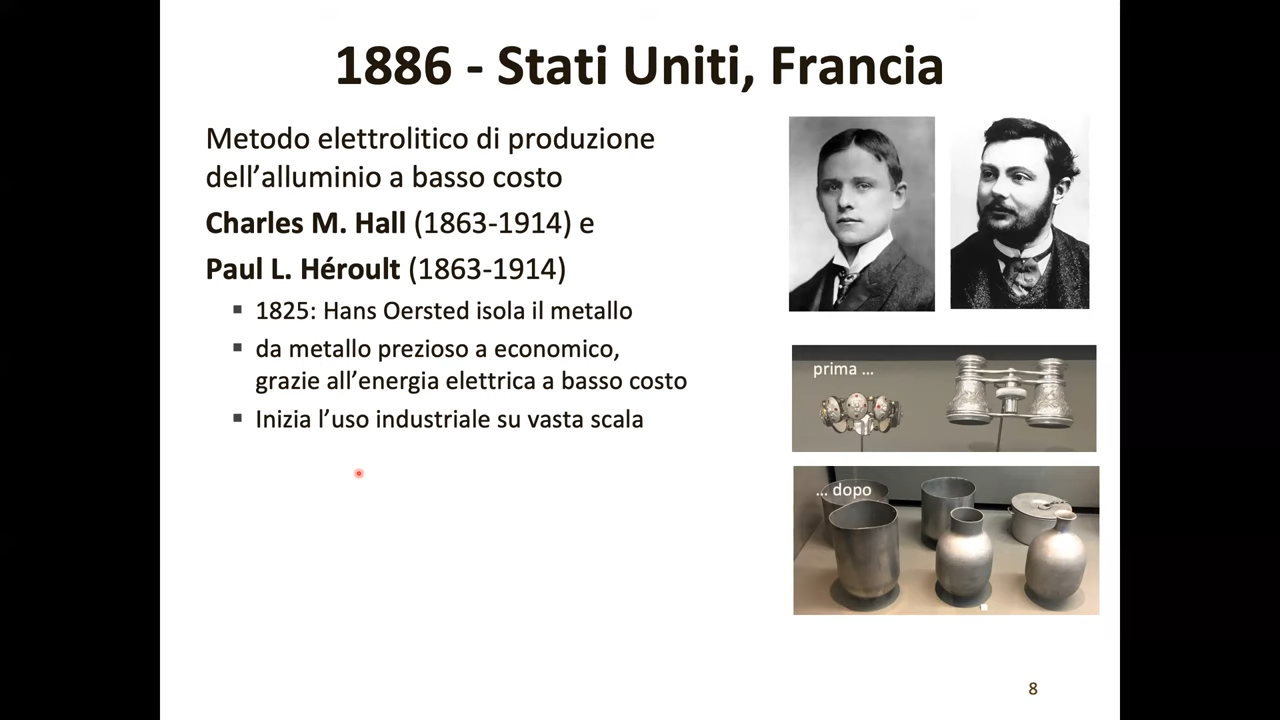 1886 - Stati Uniti, Francia
Metodo elettrolitico di produzione
dell’alluminio a basso costo
Charles M. Hall (1863-1914) e
Paul L. Héroult (1863-1914)
▪ 1825: Hans Oersted isola il metallo
▪ da metallo prezioso a economico,
grazie all’energia elettrica a basso costo
▪ Inizia l’uso industriale su vasta scala
prima ...
... dopo
8